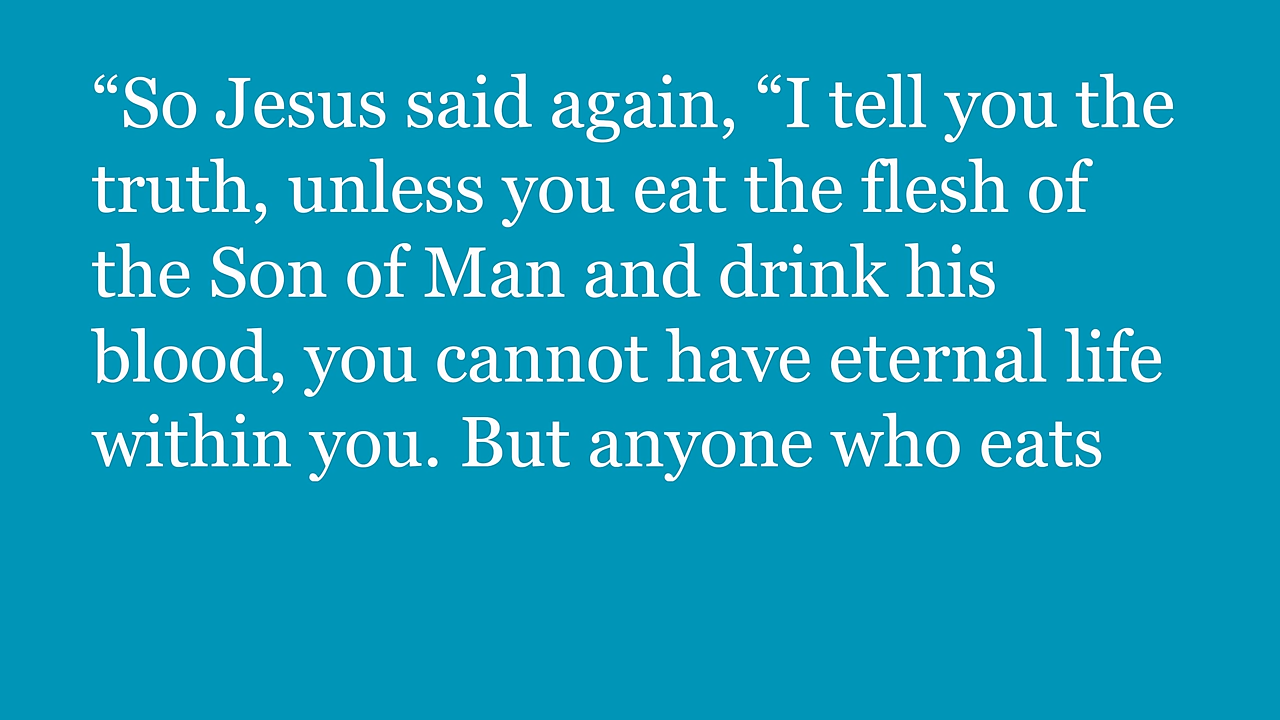 “So Jesus said again, “I tell you the
truth, unless you eat the flesh of
the Son of Man and drink his
blood, you cannot have eternal life
within you. But anyone who eats